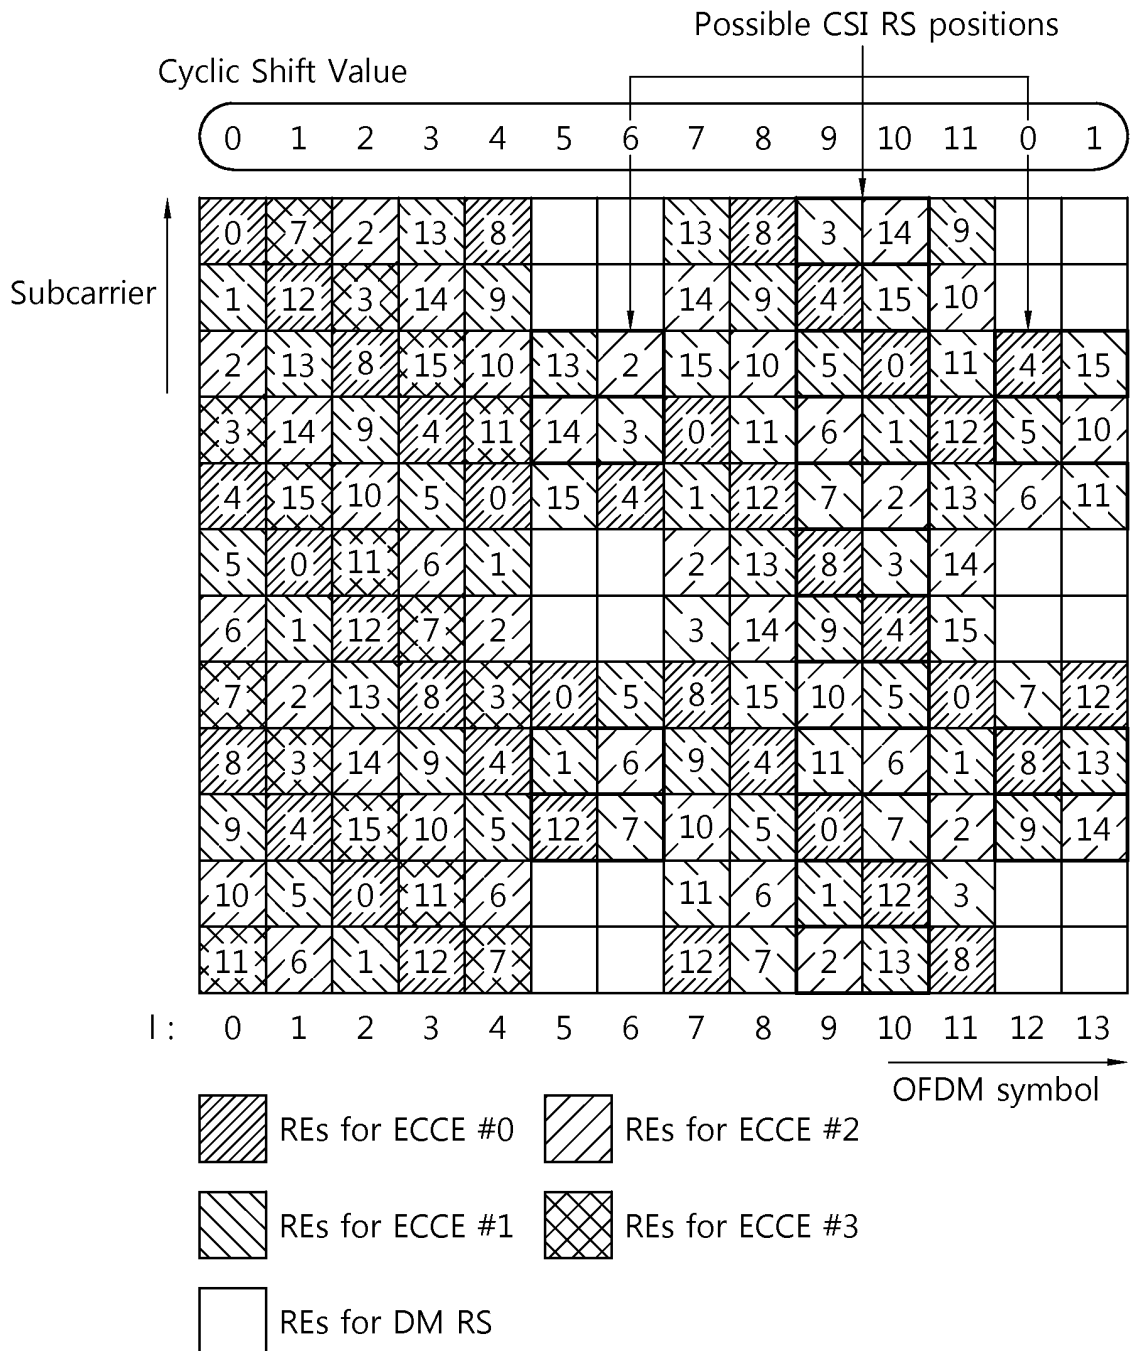 Possible CSI RS positions
Cyclic Shift Value
0 1 2 3 4 5 6 7 8 9 10 11 0 1
0 7 2 13 8 13 8 3 14 9
Subcarrier 1 12 3 14 9 14 9 4 15 10
2 13 8 15 10 13 2 15 10 5 0 11 4 15
3 14 9 4 11 14 3 0 11 6 1 12 5 10
4 15 10 5 0 15 4 1 12 7 2 13 6 11
5 0 11 6 1 2 13 8 3 14
6 1 12 7 2 3 14 9 4 15
7 2 13 8 3 0 5 8 15 10 5 0 7 12
8 3 14 9 4 1 6 9 4 11 6 1 8 13
9 4 15 10 5 12 7 10 5 0 7 2 9 14
10 5 0 11 6 11 6 1 12 3
11 6 1 12 7 12 7 2 13 8
l : 0 1 2 3 4 5 6 7 8 9 10 11 12 13
OFDM symbol
REs for ECCE #0 REs for ECCE #2
REs for ECCE #1 REs for ECCE #3
REs for DM RS